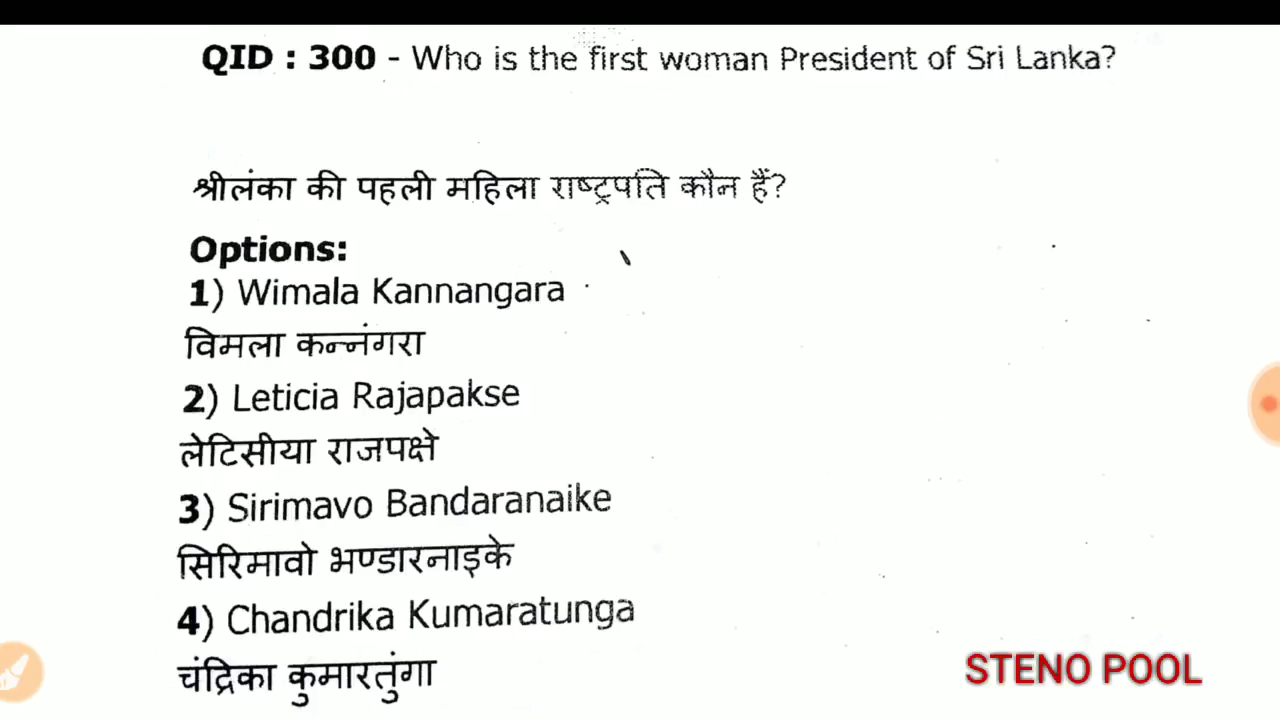 QID : 300 - Who is the first woman President of Sri Lanka?
श्रीलंका की पहली महिला राष्ट्रपति कौन हैं?
Options:
1) Wimala Kannangara
विमला कन्नंगरा
2) Leticia Rajapakse
लेटिसीया राजपक्षे
3) Sirimavo Bandaranaike
सिरिमावो भण्डारनाइके
4) Chandrika Kumaratunga
चंद्रिका कुमारतुंगा
STENO POOL